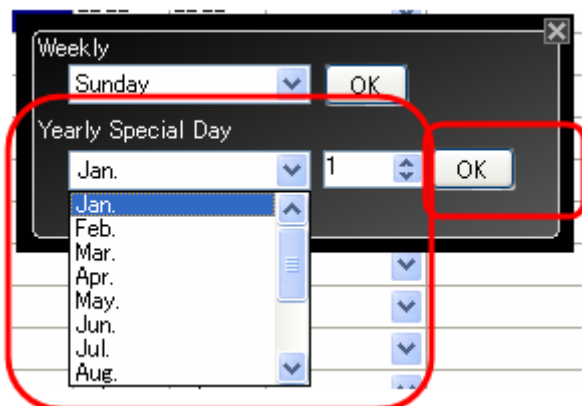 Weekly
Sunday OK
Yearly Special Day
Jan. 1 OK
Jan.
Feb.
Mar.
Apr.
May.
Jun.
Jul.
Aug.